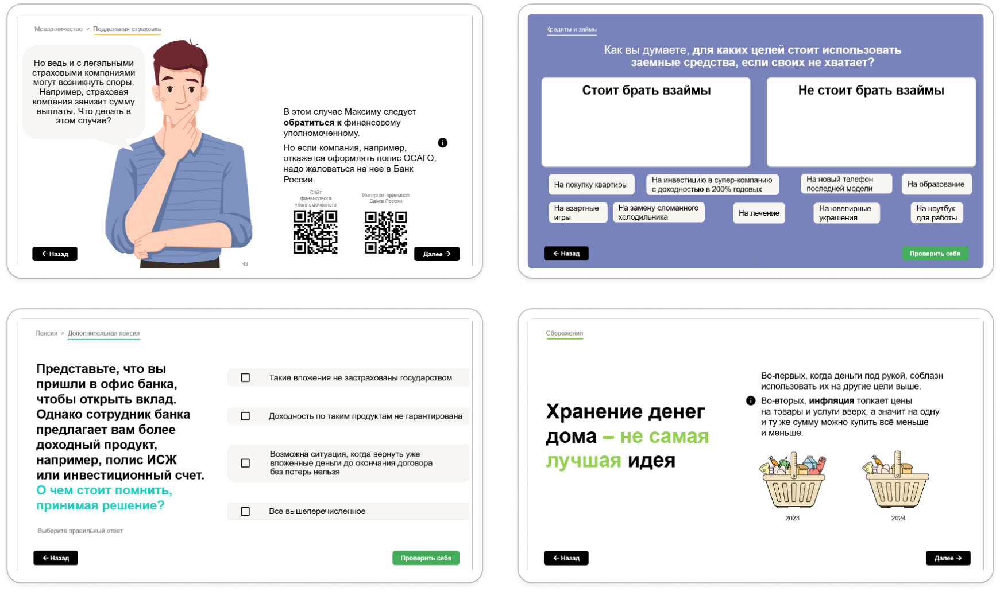 Мошенничество > Поддельная страховка
Но ведь и с легальными
страховыми компаниями
могут возникнуть споры.
Например, страховая
компания занизит сумму
выплаты. Что делать в
этом случае?
В этом случае Максиму следует
обратиться к финансовому
уполномоченному.
Но если компания, например,
откажется оформлять полис ОСАГО,
надо жаловаться на нее в Банк
России.
Сайт
финансового
уполномоченного
Интернет-приемная
Банка России
← Назад
43
Далее →
Кредиты и займы
Как вы думаете, для каких целей стоит использовать
заемные средства, если своих не хватает?
Стоит брать взаймы
Не стоит брать взаймы
На покупку квартиры
На инвестицию в супер-компанию
с доходностью в 200% годовых
На новый телефон
последней модели
На образование
На азартные
игры
На замену сломанного
холодильника
На лечение
На ювелирные
украшения
На ноутбук
для работы
← Назад
Проверить себя
Пенсии > Дополнительная пенсия
Представьте, что вы
пришли в офис банка,
чтобы открыть вклад.
Однако сотрудник банка
предлагает вам более
доходный продукт,
например, полис ИСЖ
или инвестиционный счет.
О чем стоит помнить,
принимая решение?
Выберите правильный ответ
Такие вложения не застрахованы государством
Доходность по таким продуктам не гарантирована
Возможна ситуация, когда вернуть уже
вложенные деньги до окончания договора
без потерь нельзя
Все вышеперечисленное
← Назад
Проверить себя
Сбережения
Хранение денег
дома – не самая
лучшая идея
Во-первых, когда деньги под рукой, соблазн
использовать их на другие цели выше.
Во-вторых, инфляция толкает цены
на товары и услуги вверх, а значит на одну
и ту же сумму можно купить всё меньше
и меньше.
2023
2024
← Назад
Далее →